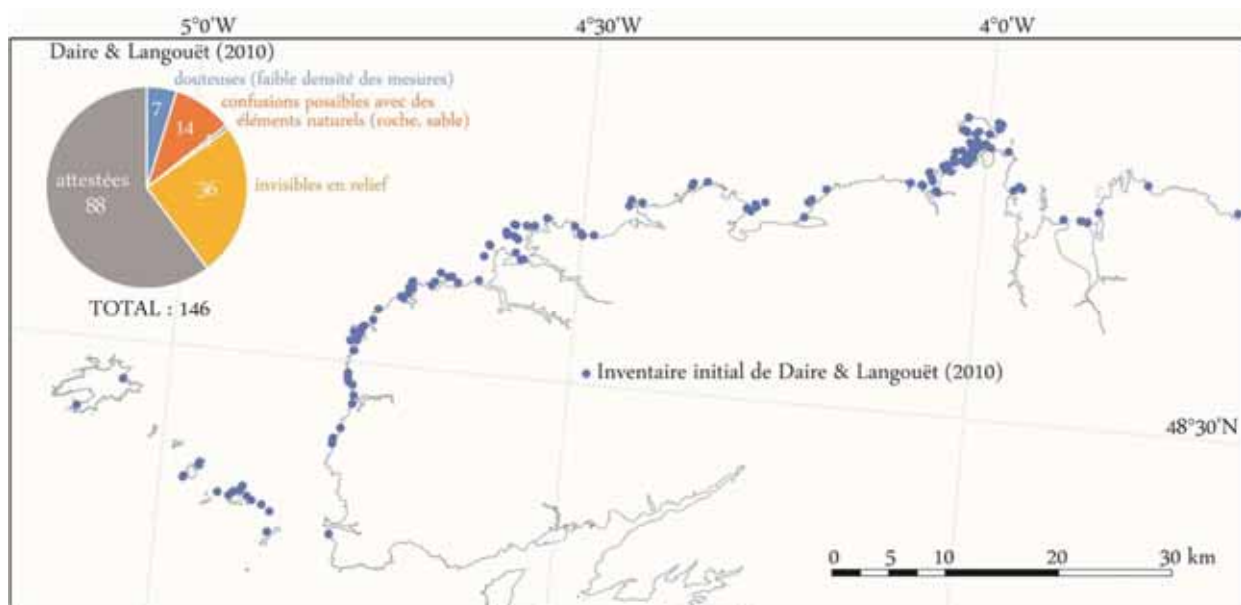 5°0'W 4°30'W 4°0'W
Daire & Langouët (2010)
douteuses (faible densité des mesures)
confusions possibles avec des
éléments naturels (roche, sable)
7
14
attestées
88
36
invisibles en relief
TOTAL : 146
Inventaire initial de Daire & Langouët (2010)
48°30'N
0 5 10 20 30 km